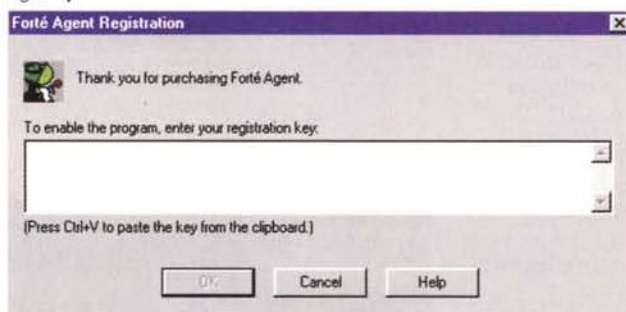 Forté Agent Registration
Thank you for purchasing Forté Agent.
To enable the program, enter your registration key:
(Press Ctrl+V to paste the key from the clipboard.)
OK
Cancel
Help